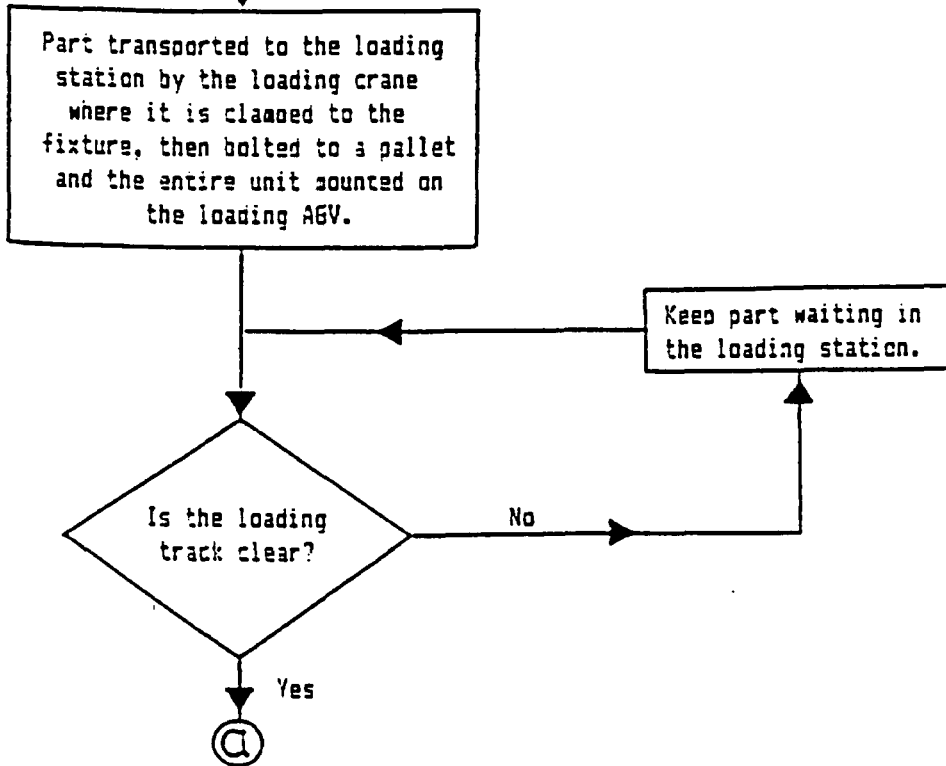 Part transported to the loading
station by the loading crane
where it is clamped to the
fixture, then bolted to a pallet
and the entire unit mounted on
the loading AGV.
Keep part waiting in
the loading station.
Is the loading
track clear?
No
Yes
a